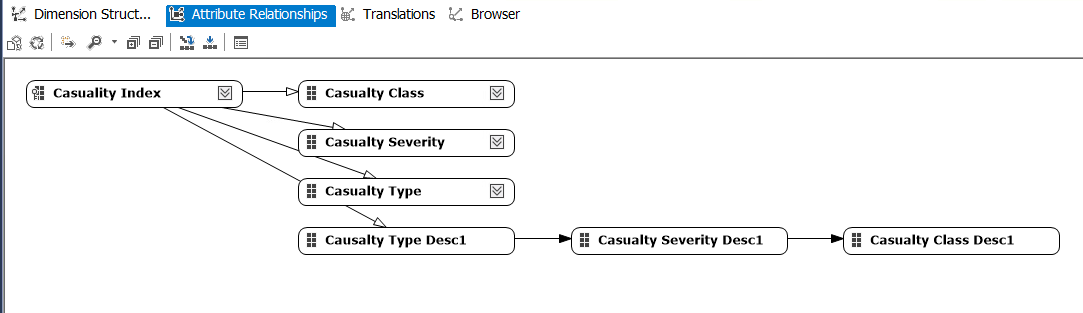 Dimension Struct... Attribute Relationships Translations Browser
Casuality Index Casualty Class
Casualty Severity
Casualty Type
Causalty Type Desc1 Casualty Severity Desc1 Casualty Class Desc1